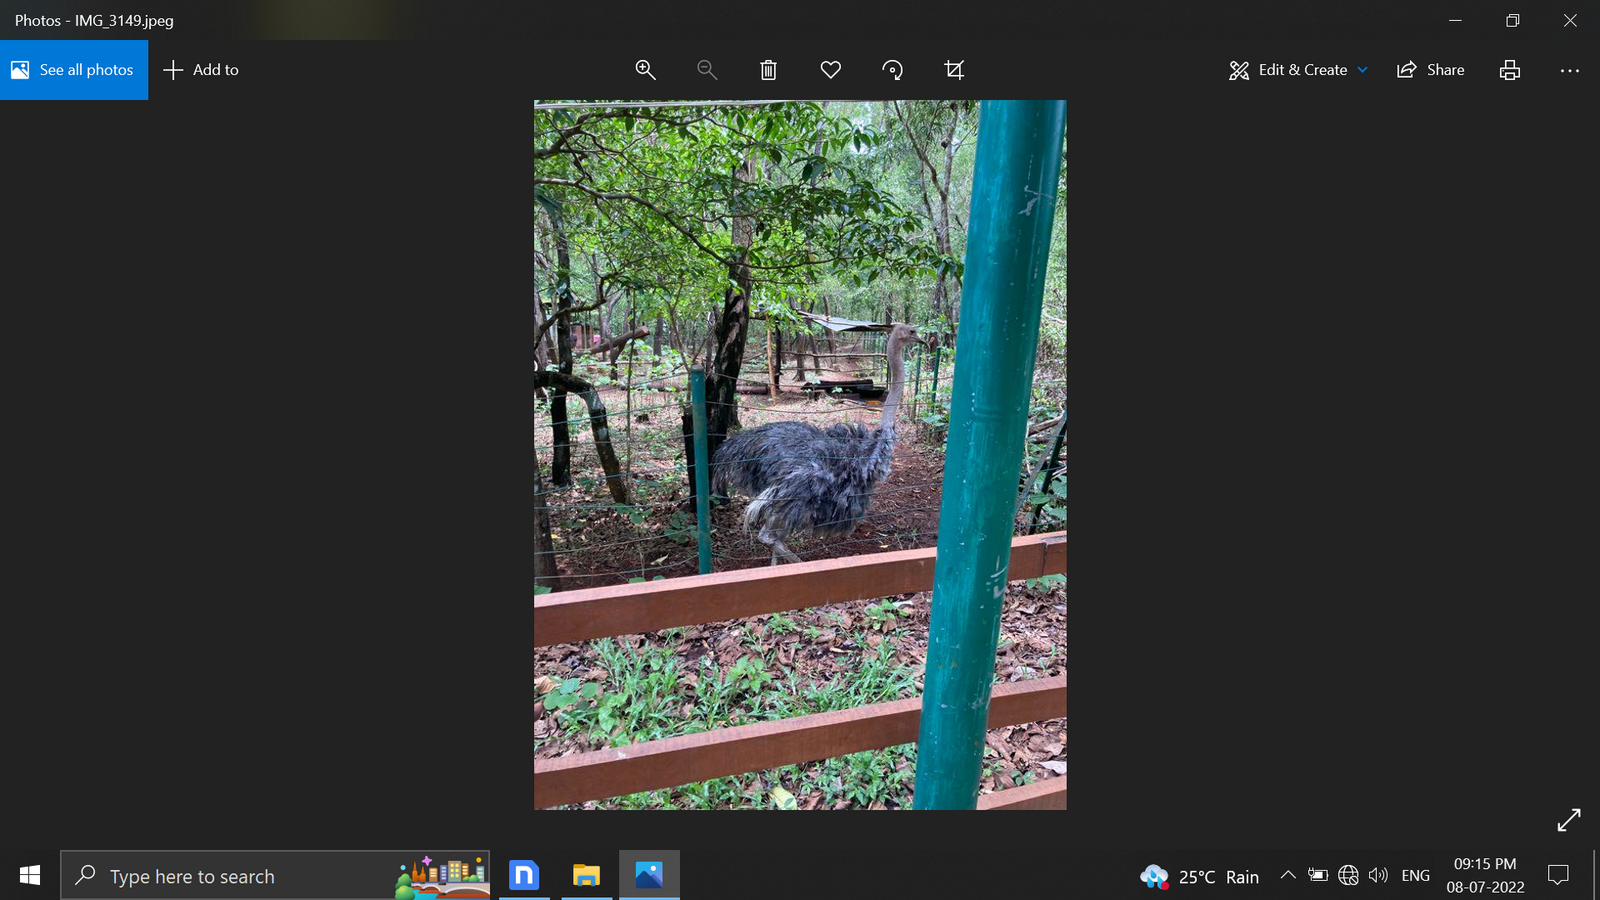 Photos - IMG_3149.jpeg
See all photos
Add to
Edit & Create
Share
Type here to search
25°C Rain
ENG
09:15 PM
08-07-2022